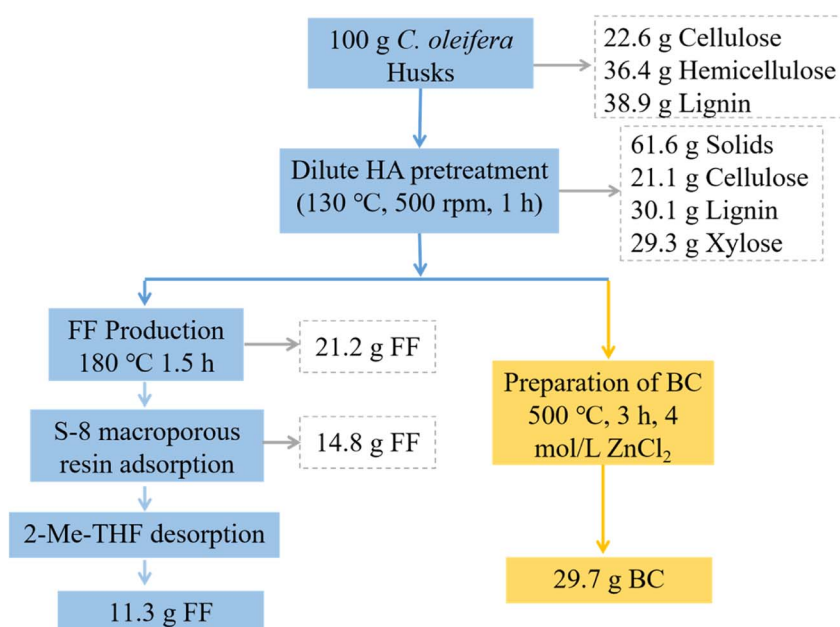 100 g C. oleifera
Husks
22.6 g Cellulose
36.4 g Hemicellulose
38.9 g Lignin
Dilute HA pretreatment
(130 ℃, 500 rpm, 1 h)
61.6 g Solids
21.1 g Cellulose
30.1 g Lignin
29.3 g Xylose
FF Production
180 ℃ 1.5 h
21.2 g FF
S-8 macroporous
resin adsorption
14.8 g FF
2-Me-THF desorption
11.3 g FF
Preparation of BC
500 ℃, 3 h, 4
mol/L ZnCl₂
29.7 g BC